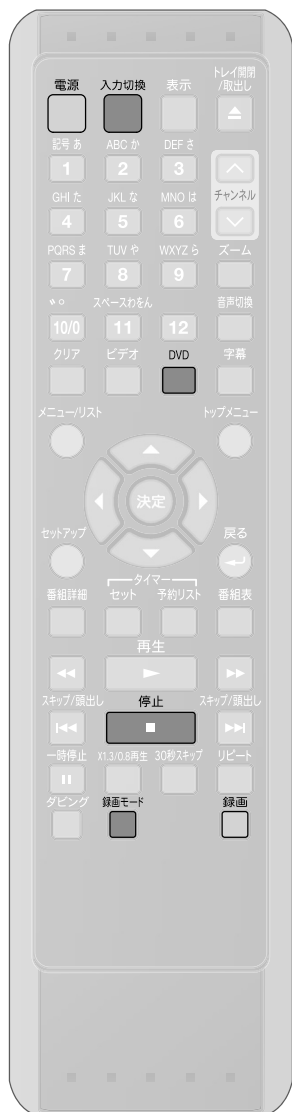 電源 入力切換 表示 トレイ開閉/取出し
記号 あ ABC か DEF さ
1 2 3
GHI た JKL な MNO は チャンネル
4 5 6
PQRS ま TUV や WXYZ ら ズーム
7 8 9
゛゜ スペースわをん 音声切換
10/0 11 12
クリア ビデオ DVD 字幕
メニュー/リスト トップメニュー
決定
セットアップ 戻る
タイマー
番組詳細 セット 予約リスト 番組表
再生
スキップ/頭出し 停止 スキップ/頭出し
一時停止 X1.3/0.8再生 30秒スキップ リピート
ダビング 録画モード 録画